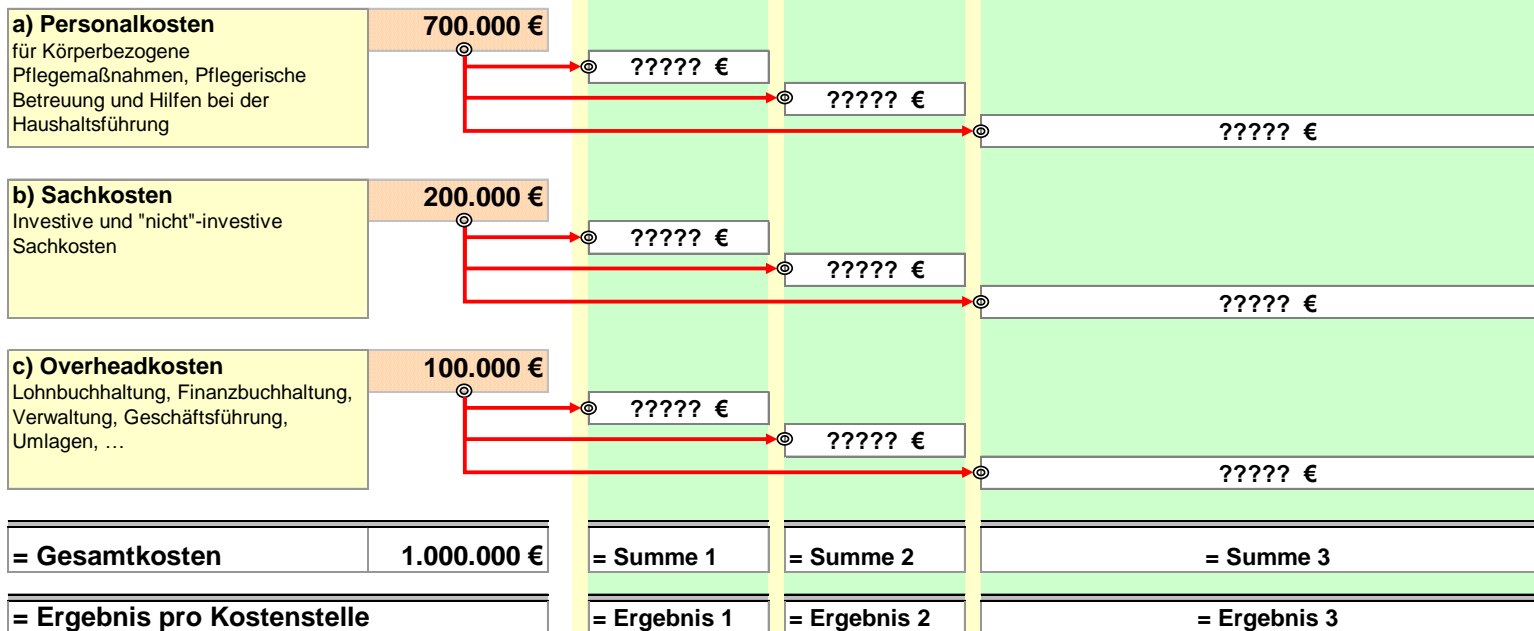 a) Personalkosten 700.000 €
für Körperbezogene
Pflegemaßnahmen, Pflegerische
Betreuung und Hilfen bei der
Haushaltsführung
????? €
????? €
????? €
b) Sachkosten 200.000 €
Investive und "nicht"-investive
Sachkosten
????? €
????? €
????? €
c) Overheadkosten 100.000 €
Lohnbuchhaltung, Finanzbuchhaltung,
Verwaltung, Geschäftsführung,
Umlagen, …
????? €
????? €
????? €
= Gesamtkosten 1.000.000 € = Summe 1 = Summe 2 = Summe 3
= Ergebnis pro Kostenstelle = Ergebnis 1 = Ergebnis 2 = Ergebnis 3